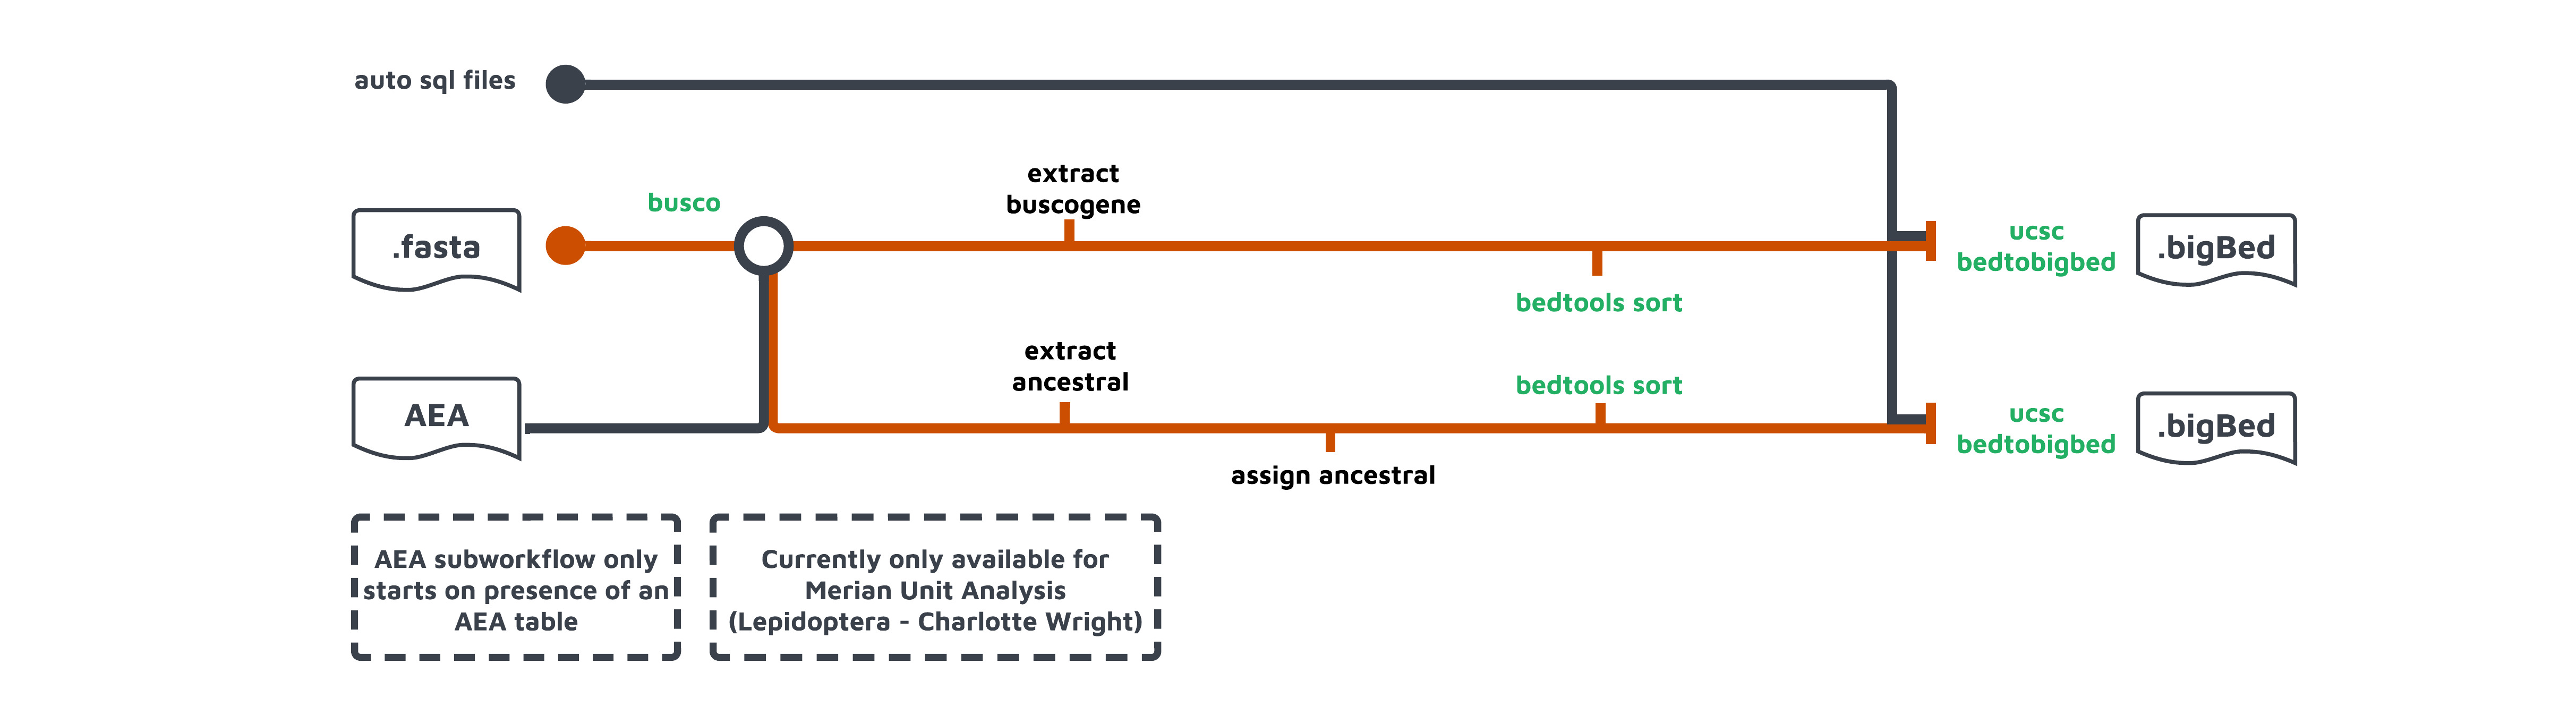 auto sql files
extract
buscogene
busco
.fasta
ucsc
bedtobigbed
.bigBed
bedtools sort
extract
ancestral
bedtools sort
AEA
ucsc
bedtobigbed
.bigBed
assign ancestral
AEA subworkflow only
starts on presence of an
AEA table
Currently only available for
Merian Unit Analysis
(Lepidoptera - Charlotte Wright)